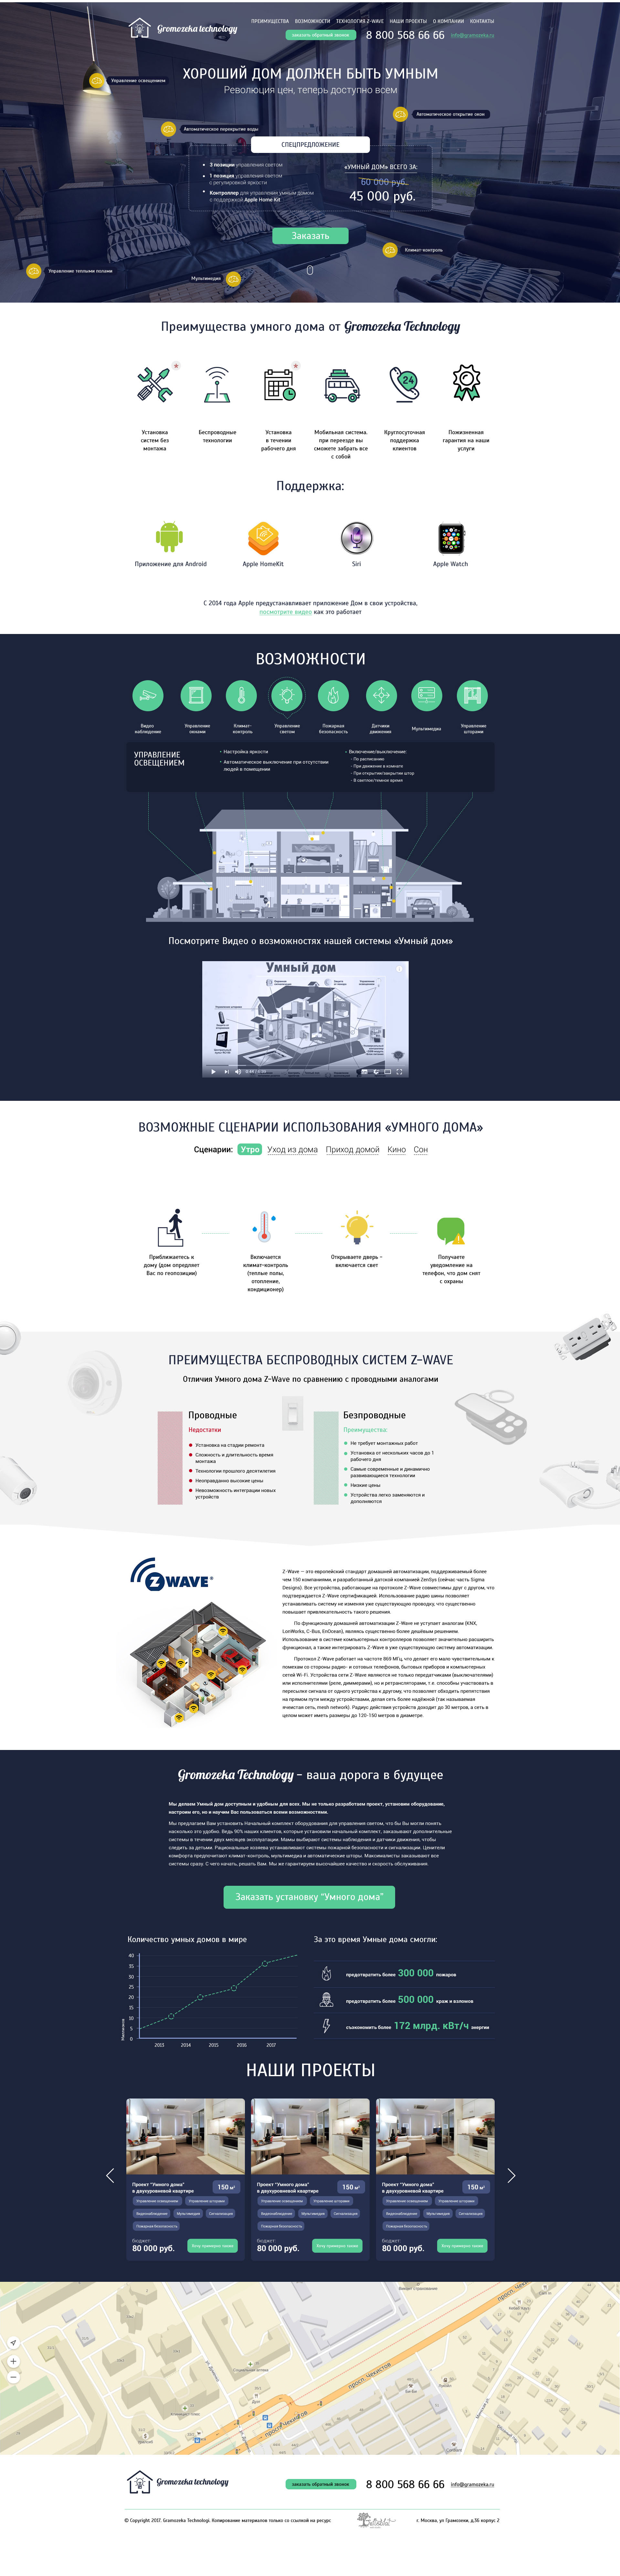 Gromozeka technology
ПРЕИМУЩЕСТВА ВОЗМОЖНОСТИ ТЕХНОЛОГИЯ Z-WAVE НАШИ ПРОЕКТЫ О КОМПАНИИ КОНТАКТЫ
заказать обратный звонок 8 800 568 66 66 info@gramozeka.ru
ХОРОШИЙ ДОМ ДОЛЖЕН БЫТЬ УМНЫМ
Революция цен, теперь доступно всем
Управление освещением
Автоматическое открытие окон
Автоматическое перекрытие воды
СПЕЦПРЕДЛОЖЕНИЕ
3 позиции управления светом
1 позиция управления светом
с регулировкой яркости
Контроллер для управления умным домом
с поддержкой Apple Home Kit
«УМНЫЙ ДОМ» ВСЕГО ЗА:
60 000 руб.
45 000 руб.
Заказать
Климат-контроль
Управление теплыми полами
Мультимедиа
Преимущества умного дома от Gromozeka Technology
24
Установка
систем без
монтажа
Беспроводные
технологии
Установка
в течении
рабочего дня
Мобильная система.
при переезде вы
сможете забрать все
с собой
Круглосуточная
поддержка
клиентов
Пожизненная
гарантия на наши
услуги
Поддержка:
Приложение для Android
Apple HomeKit
Siri
Apple Watch
С 2014 года Apple предустанавливает приложение Дом в свои устройства,
посмотрите видео как это работает
ВОЗМОЖНОСТИ
Видео
наблюдение
Управление
окнами
Климат-
контроль
Управление
светом
Пожарная
безопасность
Датчики
движения
Мультимедиа
Управление
шторами
УПРАВЛЕНИЕ
ОСВЕЩЕНИЕМ
- Настройка яркости
- Автоматическое выключение при отсутствии
людей в помещении
- Включение/выключение:
- По расписанию
- При движении в комнате
- При открытии/закрытии штор
- В светлое/темное время
Посмотрите Видео о возможностях нашей системы «Умный дом»
Умный дом
ВОЗМОЖНЫЕ СЦЕНАРИИ ИСПОЛЬЗОВАНИЯ «УМНОГО ДОМА»
Сценарии: Утро Уход из дома Приход домой Кино Сон
Приближаетесь к
дому (дом опредляет
Вас по геопозиции)
Включается
климат-контроль
(теплые полы,
отопление,
кондиционер)
Открываете дверь -
включается свет
Получаете
уведомление на
телефон, что дом снят
с охраны
ПРЕИМУЩЕСТВА БЕСПРОВОДНЫХ СИСТЕМ Z-WAVE
Отличия Умного дома Z-Wave по сравнению с проводными аналогами
Проводные
Недостатки
Установка на стадии ремонта
Сложность и длительность время
монтажа
Технологии прошлого десятилетия
Неоправданно высокие цены
Невозможность интеграции новых
устройств
Безпроводные
Преимущества:
Не требует монтажных работ
Установка от нескольких часов до 1
рабочего дня
Самые современные и динамично
развивающиеся технологии
Низкие цены
Устройства легко заменяются и
дополняются
Z WAVE®
Z-Wave — это европейский стандарт домашней автоматизации, поддерживаемый более
чем 150 компаниями, и разработанный датской компанией ZenSys (сейчас часть Sigma
Designs). Все устройства, работающие на протоколе Z-Wave совместимы друг с другом, что
подтверждается Z-Wave сертификацией. Использование радио шины позволяет
устанавливать систему не изменяя уже существующую проводку, что существенно
повышает привлекательность такого решения.
По функционалу домашней автоматизации Z-Wave не уступает аналогам (KNX,
LonWorks, C-Bus, EnOcean), являясь существенно более дешёвым решением.
Использование в системе компьютерных контроллеров позволяет значительно расширить
функционал, а также интегрировать Z-Wave в уже существующую систему автоматизации.
Протокол Z-Wave работает на частоте 869 МГц, что делает его мало чувствительным к
помехам со стороны радио- и сотовых телефонов, бытовых приборов и компьютерных
сетей Wi-Fi. Устройства сети Z-Wave являются не только передатчиками (выключателями)
или исполнителями (реле, диммерами), но и ретрансляторами, т.е. способны участвовать в
пересылке сигнала от одного устройства к другому, что позволяет обходить препятствия
на прямом пути между устройствами, делая сеть более надёжной (так называемая
ячеистая сеть, mesh network). Радиус действия устройств доходит до 30 метров, а сеть в
целом может иметь размеры до 120-150 метров в диаметре.
Gromozeka Technology - ваша дорога в будущее
Мы делаем Умный дом доступным и удобным для всех. Мы не только разработаем проект, установим оборудование,
настроим его, но и научим Вас пользоваться всеми возможностями.
Мы предлагаем Вам установить Начальный комплект оборудования для управления светом, что бы Вы могли понять
насколько это удобно. Ведь 90% наших клиентов, которые установили начальный комплект, заказывают дополнительные
системы в течении двух месяцев эксплуатации. Мамы выбирают системы наблюдения и датчики движения, чтобы
следить за детьми. Рациональные хозяева устанавливают системы пожарной сигнализации. Ценители
комфорта предпочитают климат-контроль, мультимедиа и автоматические шторы. Максималисты заказывают все
системы сразу. С чего начать, решать Вам. Мы же гарантируем высочайшее качество и скорость обслуживания.
Заказать установку "Умного дома"
Количество умных домов в мире
Миллионов
40
35
30
25
20
15
10
5
0
2013 2014 2015 2016 2017
За это время Умные дома смогли:
предотвратить более 300 000 пожаров
предотвратить более 500 000 краж и взломов
сэкономить более 172 млрд. кВт/ч энергии
НАШИ ПРОЕКТЫ
Проект "Умного дома"
в двухуровневой квартире
150 м²
Управление освещением Управление шторами
Видеонаблюдение Мультимедия Сигнализация
Пожарная безопасность
Бюджет:
80 000 руб.
Хочу примерно также
Проект "Умного дома"
в двухуровневой квартире
150 м²
Управление освещением Управление шторами
Видеонаблюдение Мультимедия Сигнализация
Пожарная безопасность
Бюджет:
80 000 руб.
Хочу примерно также
Проект "Умного дома"
в двухуровневой квартире
150 м²
Управление освещением Управление шторами
Видеонаблюдение Мультимедия Сигнализация
Пожарная безопасность
Бюджет:
80 000 руб.
Хочу примерно также
просп. Чекистов
просп. Чекистов
Gromozeka technology
заказать обратный звонок 8 800 568 66 66 info@gramozeka.ru
© Copyright 2017. Gramozeka Technologi. Копирование материалов только со ссылкой на ресурс
г. Москва, ул Грамозеки, д.36 корпус 2